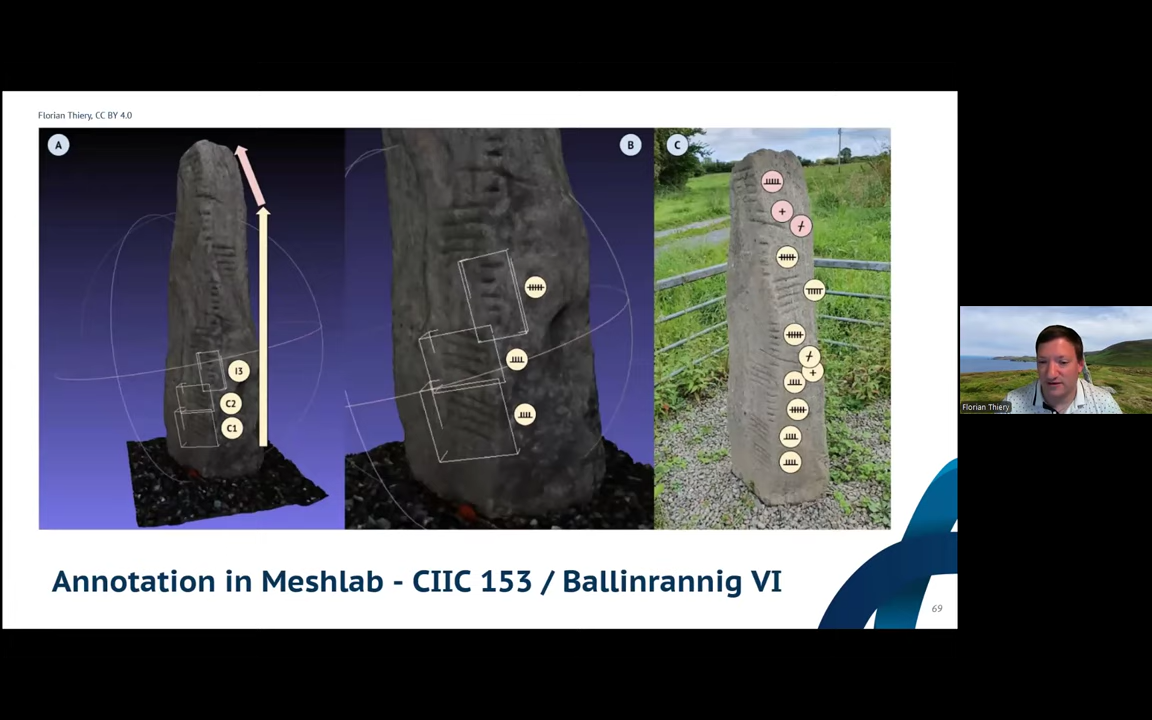 Florian Thiery, CC BY 4.0
A
B
C
I3
C2
C1
Annotation in Meshlab - CIIC 153 / Ballinrannig VI
69
Florian Thiery